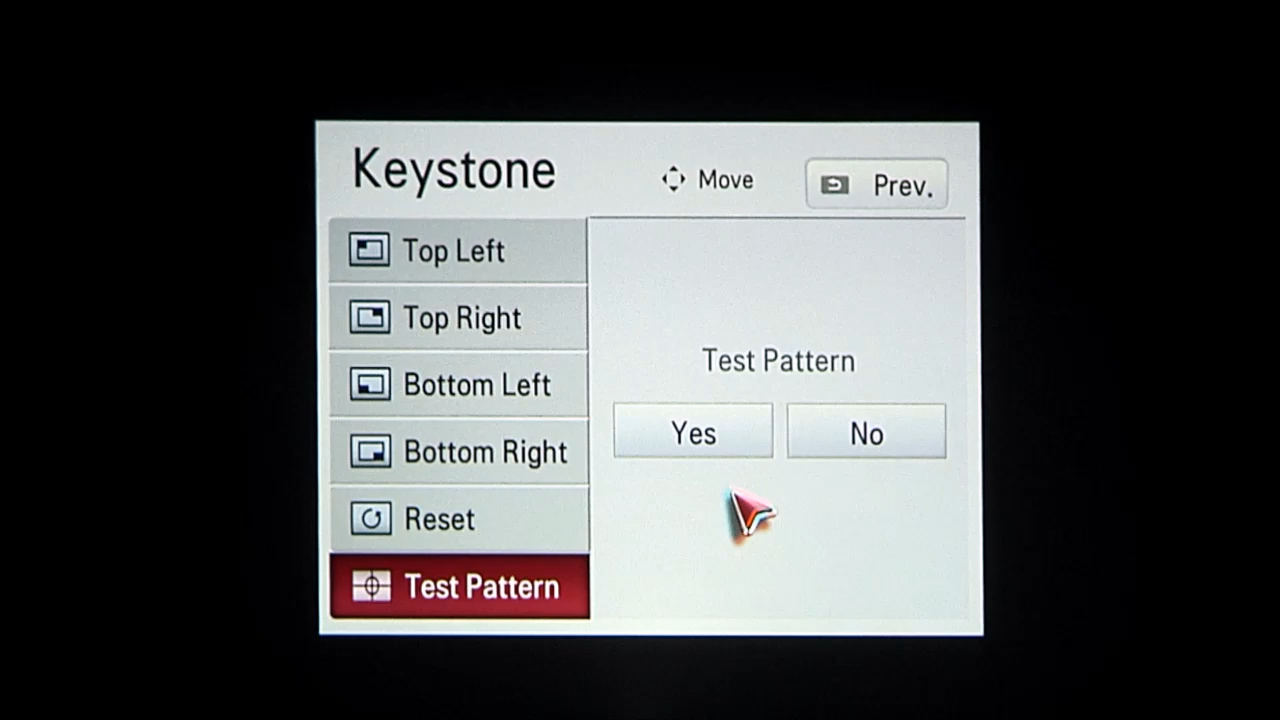 Keystone
Move
Prev.
Top Left
Top Right
Bottom Left
Bottom Right
Reset
Test Pattern
Test Pattern
Yes
No